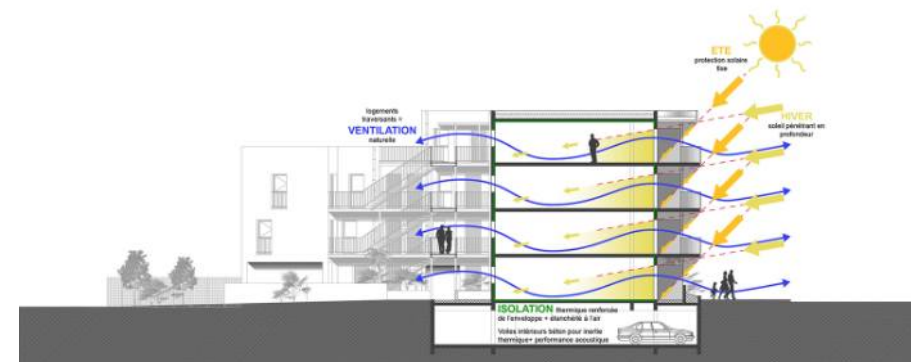 ETE
protection solaire
fixe
logements
traversants =
VENTILATION
naturelle
HIVER
soleil pénétrant en
profondeur
ISOLATION thermique renforcée
de l'enveloppe + étanchéité à l'air
Voiles intérieurs béton pour inertie
thermique+ performance acoustique